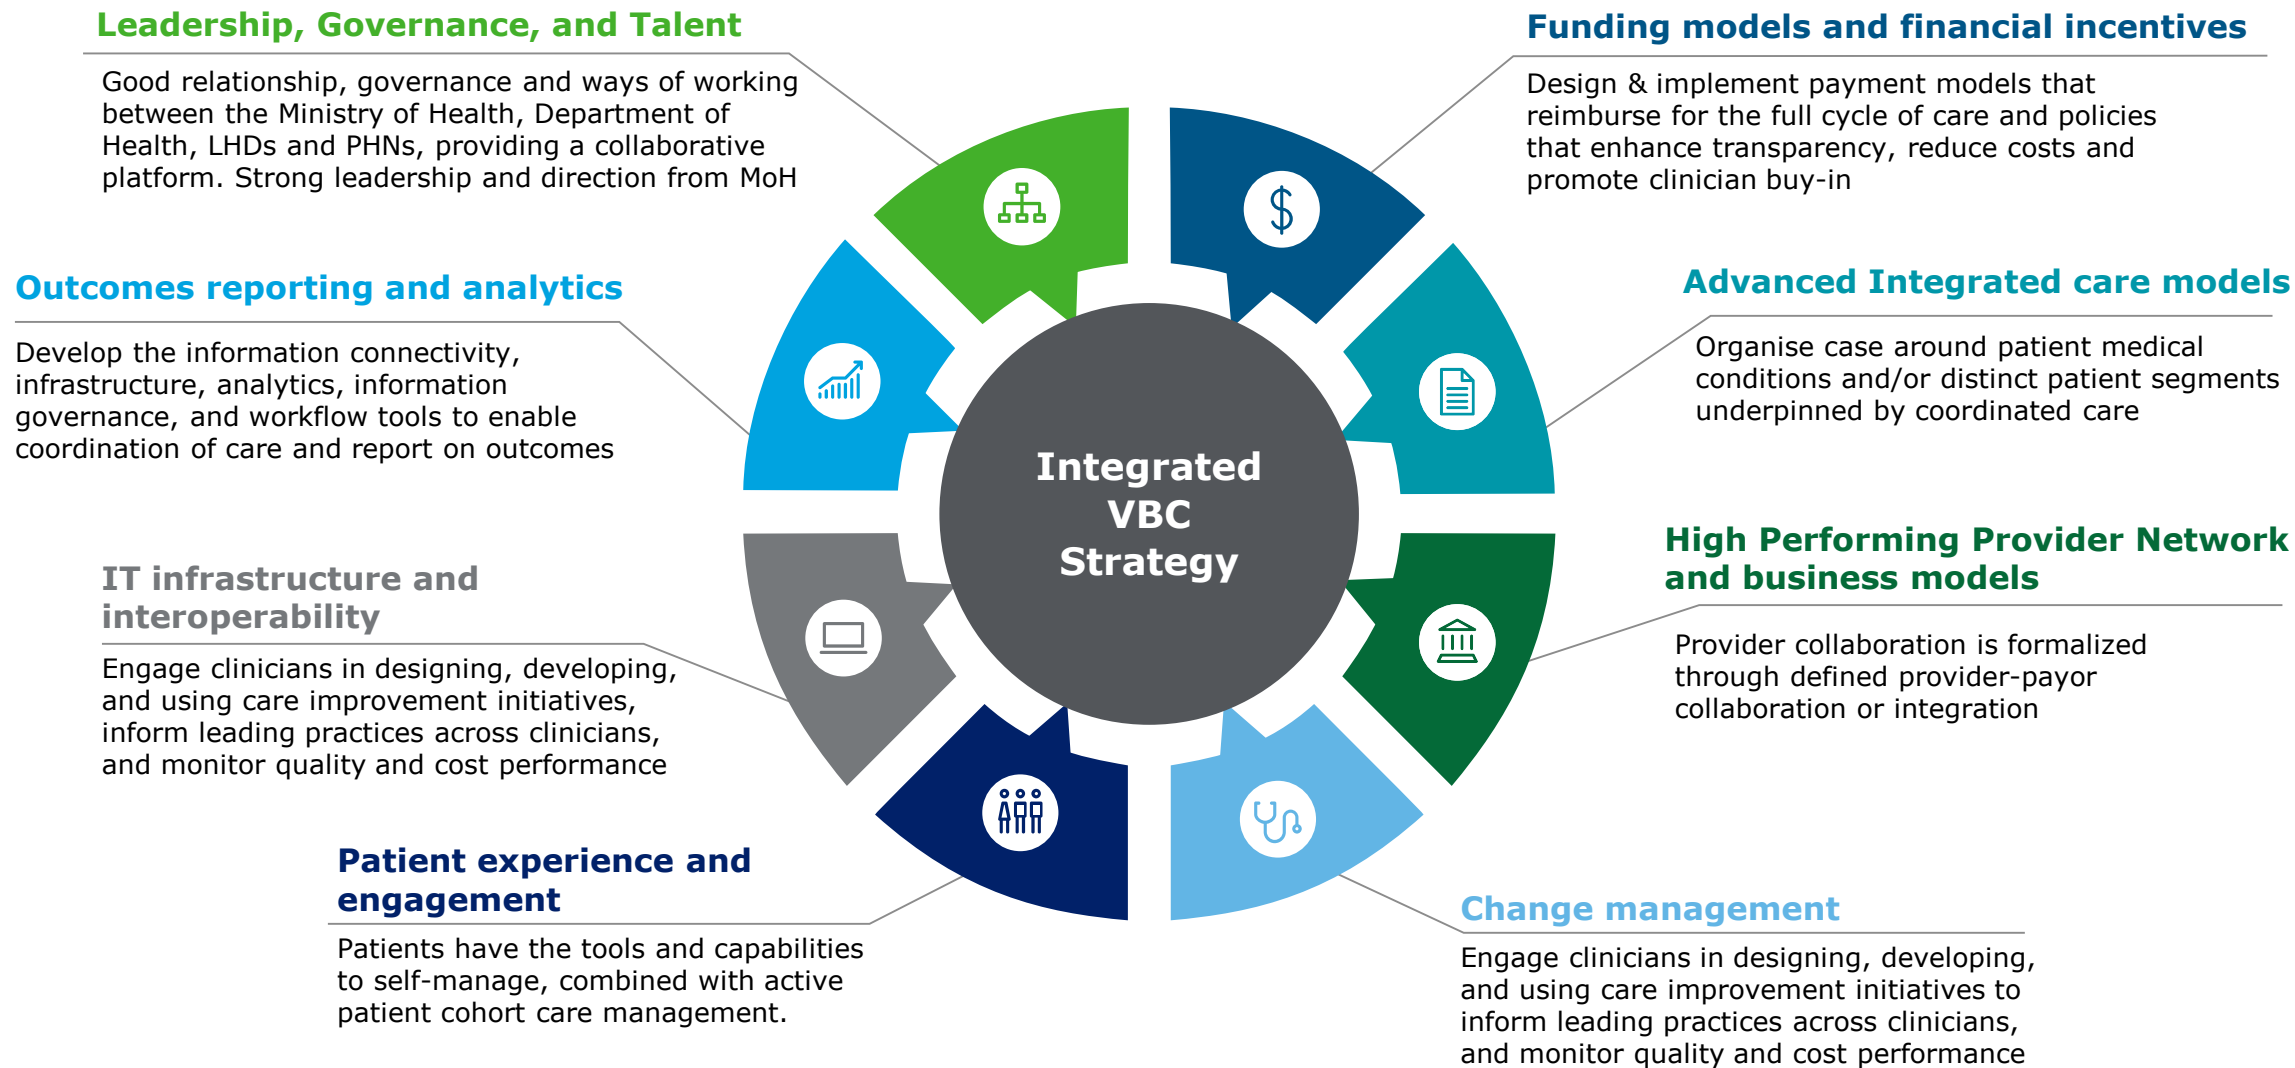 Leadership, Governance, and Talent
Good relationship, governance and ways of working
between the Ministry of Health, Department of
Health, LHDs and PHNs, providing a collaborative
platform. Strong leadership and direction from MoH
Funding models and financial incentives
Design & implement payment models that
reimburse for the full cycle of care and policies
that enhance transparency, reduce costs and
promote clinician buy-in
Outcomes reporting and analytics
Develop the information connectivity,
infrastructure, analytics, information
governance, and workflow tools to enable
coordination of care and report on outcomes
Advanced Integrated care models
Organise case around patient medical
conditions and/or distinct patient segments
underpinned by coordinated care
Integrated
VBC
Strategy
IT infrastructure and
interoperability
Engage clinicians in designing, developing,
and using care improvement initiatives,
inform leading practices across clinicians,
and monitor quality and cost performance
High Performing Provider Network
and business models
Provider collaboration is formalized
through defined provider-payor
collaboration or integration
Patient experience and
engagement
Patients have the tools and capabilities
to self-manage, combined with active
patient cohort care management.
Change management
Engage clinicians in designing, developing,
and using care improvement initiatives to
inform leading practices across clinicians,
and monitor quality and cost performance
$